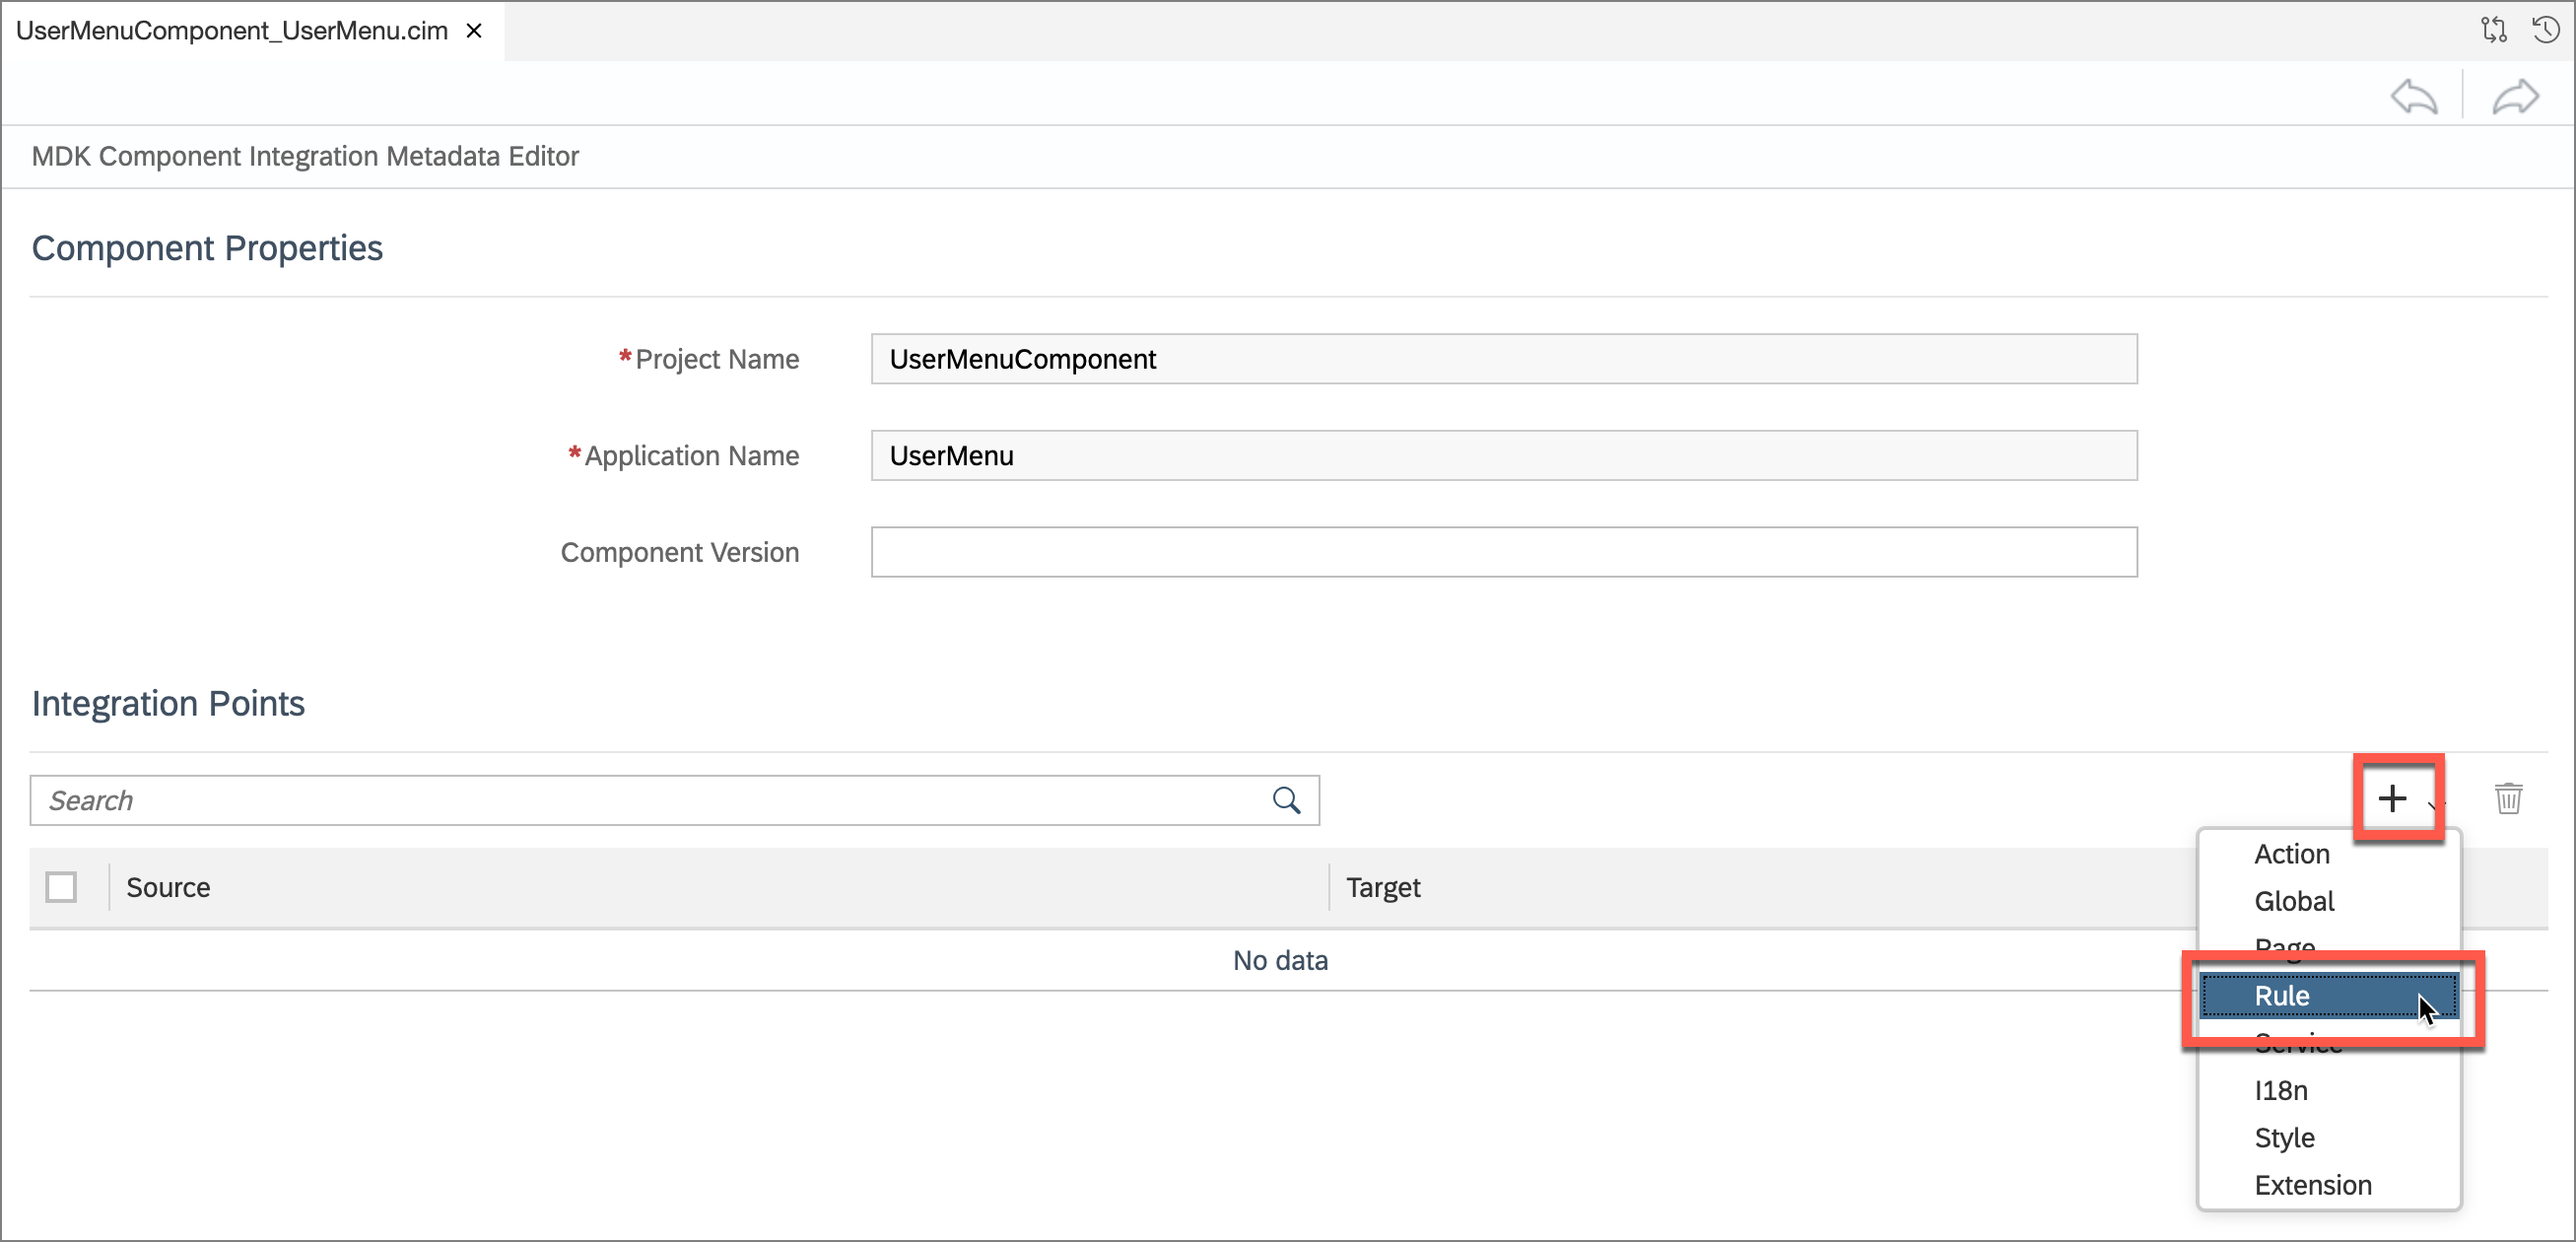 UserMenuComponent_UserMenu.cim
MDK Component Integration Metadata Editor
Component Properties
*Project Name UserMenuComponent
*Application Name UserMenu
Component Version
Integration Points
Search
Source Target
No data
Action
Global
Page
Rule
Service
I18n
Style
Extension